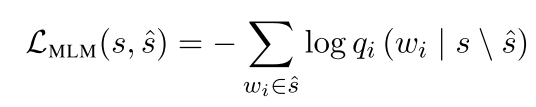 ℒ_MLM(s, ŝ) = − ∑_{w_i∈ŝ} log q_i (w_i | s \ ŝ)